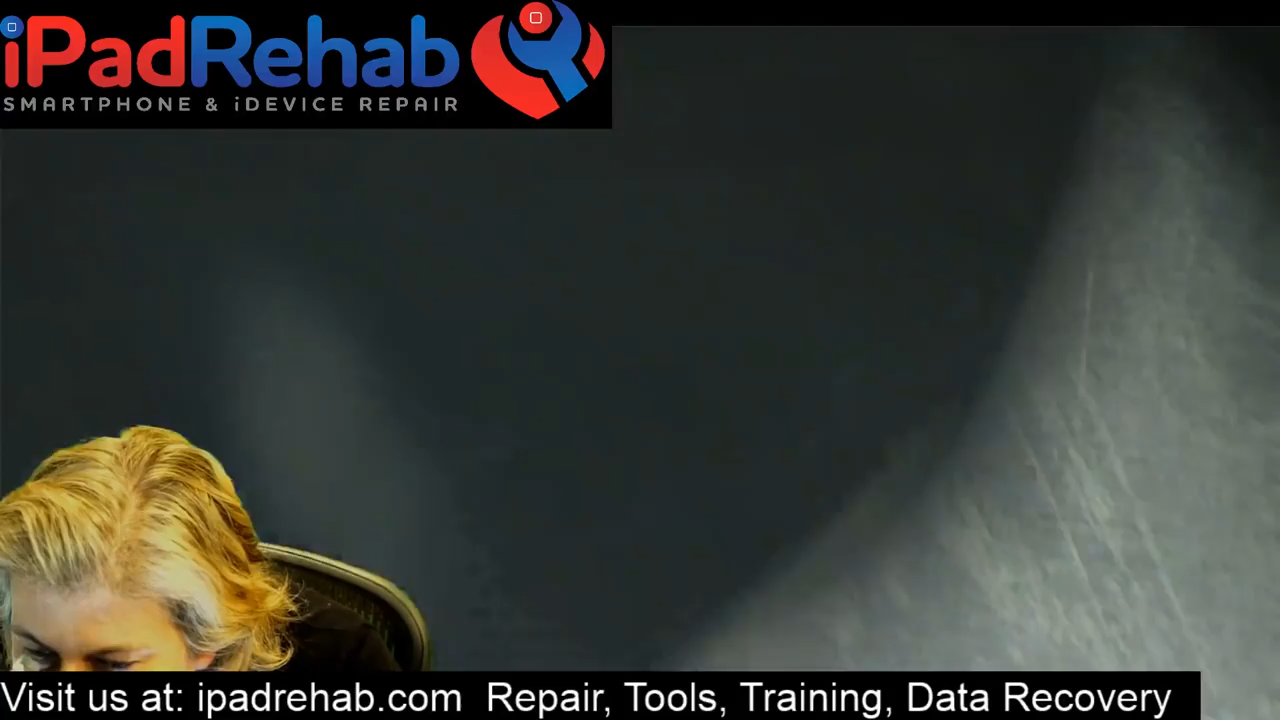 iPadRehab
SMARTPHONE & iDEVICE REPAIR
Visit us at: ipadrehab.com Repair, Tools, Training, Data Recovery